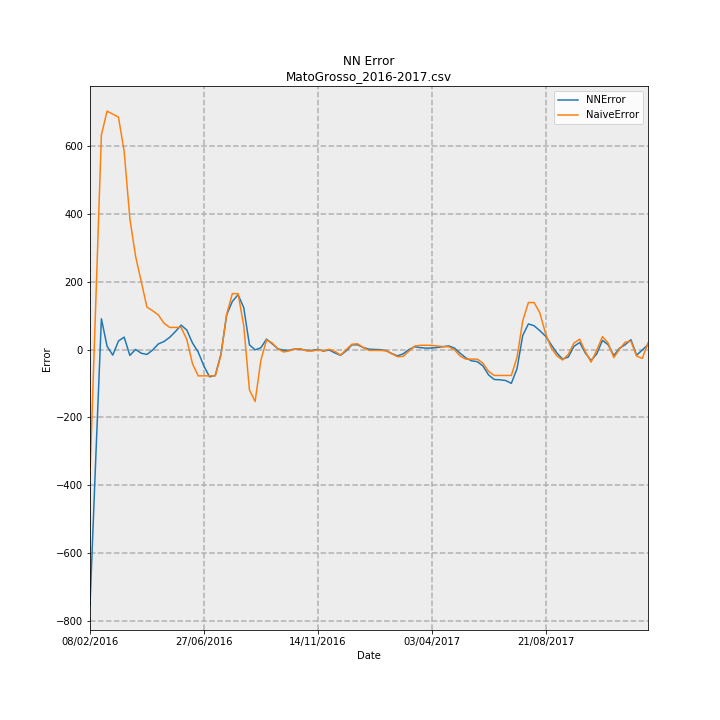 NN Error
MatoGrosso_2016-2017.csv
NNError
NaiveError
600
400
200
0
−200
−400
−600
−800
Error
08/02/2016 27/06/2016 14/11/2016 03/04/2017 21/08/2017
Date